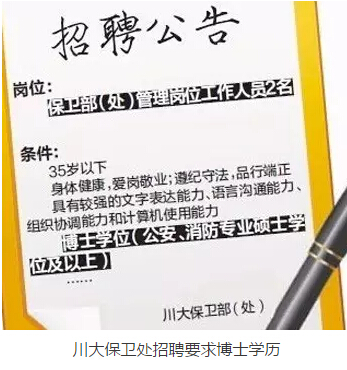 招聘公告
岗位:
保卫部(处)管理岗位工作人员2名
条件:
35岁以下
身体健康,爱岗敬业;遵纪守法,品行端正
具有较强的文字表达能力、语言沟通能力、
组织协调能力和计算机使用能力
博士学位(公安、消防专业硕士学
位及以上)
······
川大保卫部(处)
川大保卫处招聘要求博士学历